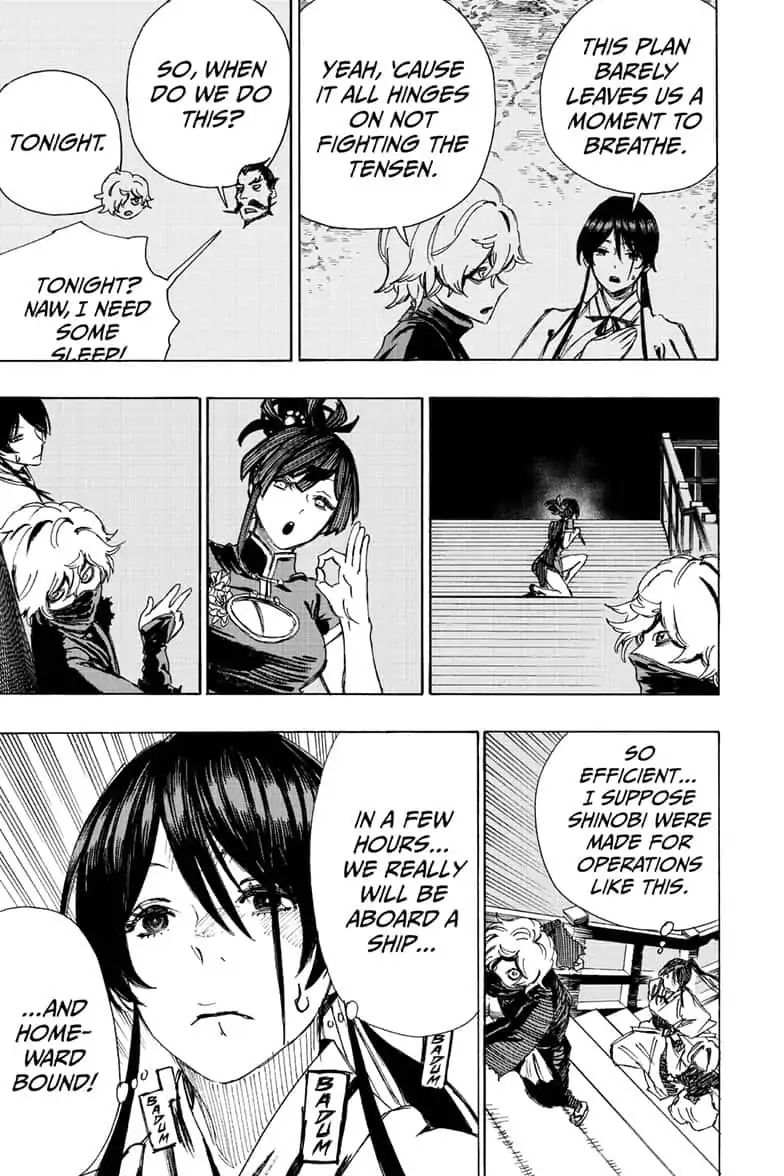 THIS PLAN
BARELY
LEAVES US A
MOMENT TO
BREATHE.
YEAH, 'CAUSE
IT ALL HINGES
ON NOT
FIGHTING THE
TENSEN.
SO, WHEN
DO WE DO
THIS?
TONIGHT.
TONIGHT?
NAW, I NEED
SOME
SLEEP!
SO
EFFICIENT...
I SUPPOSE
SHINOBI WERE
MADE FOR
OPERATIONS
LIKE THIS.
IN A FEW
HOURS...
WE REALLY
WILL BE
ABOARD A
SHIP...
BADUM
BADUM
BADUM
...AND
HOME-
WARD
BOUND!